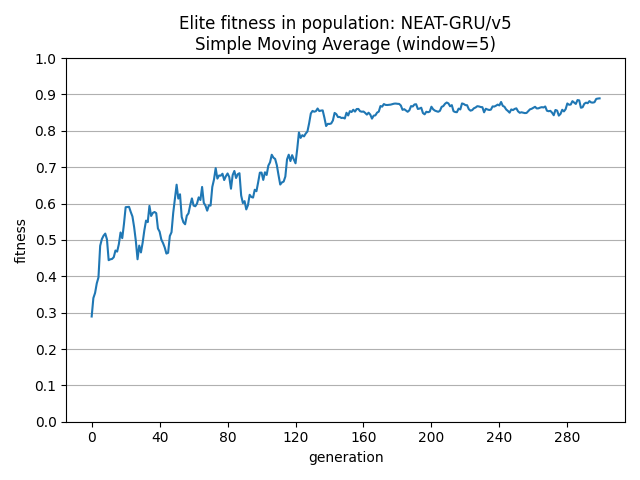 Elite fitness in population: NEAT-GRU/v5
Simple Moving Average (window=5)
1.0
0.9
0.8
0.7
0.6
0.5
0.4
0.3
0.2
0.1
0.0
fitness
0 40 80 120 160 200 240 280
generation